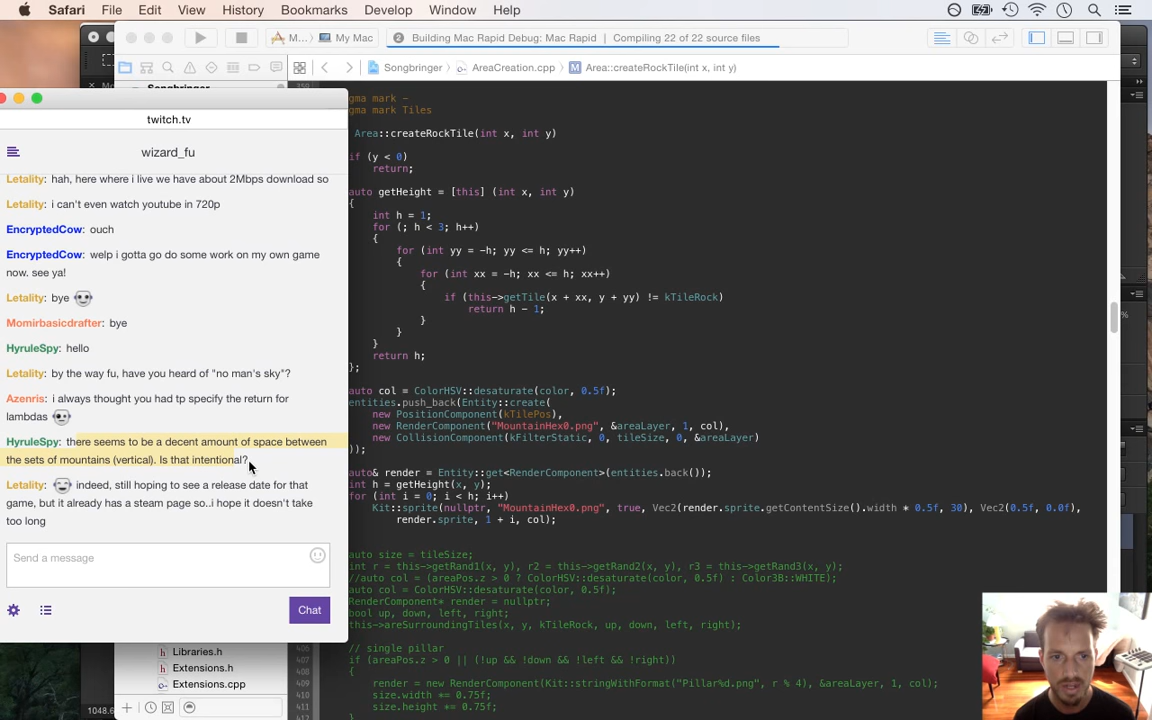 Safari File Edit View History Bookmarks Develop Window Help
M... My Mac
2 Building Mac Rapid Debug: Mac Rapid | Compiling 22 of 22 source files
Songbringer AreaCreation.cpp M Area::createRockTile(int x, int y)
Songbringer
twitch.tv
wizard_fu
Letality: hah, here where i live we have about 2Mbps download so
Letality: i can't even watch youtube in 720p
EncryptedCow: ouch
EncryptedCow: welp i gotta go do some work on my own game
now. see ya!
Letality: bye
Momirbasicdrafter: bye
HyruleSpy: hello
Letality: by the way fu, have you heard of "no man's sky"?
Azenris: i always thought you had tp specify the return for
lambdas
HyruleSpy: there seems to be a decent amount of space between
the sets of mountains (vertical). Is that intentional?
Letality: indeed, still hoping to see a release date for that
game, but it already has a steam page so..i hope it doesn't take
too long
Send a message
Chat
Libraries.h
Extensions.h
Extensions.cpp
gma mark -
gma mark Tiles
Area::createRockTile(int x, int y)
if (y < 0)
return;
auto getHeight = [this] (int x, int y)
{
int h = 1;
for (; h < 3; h++)
{
for (int yy = -h; yy <= h; yy++)
{
for (int xx = -h; xx <= h; xx++)
{
if (this->getTile(x + xx, y + yy) != kTileRock)
return h - 1;
}
}
}
return h;
};
auto col = ColorHSV::desaturate(color, 0.5f);
entities.push_back(Entity::create(
new PositionComponent(kTilePos),
new RenderComponent("MountainHex0.png", &areaLayer, 1, col),
new CollisionComponent(kFilterStatic, 0, tileSize, 0, &areaLayer)
));
auto& render = Entity::get<RenderComponent>(entities.back());
int h = getHeight(x, y);
for (int i = 0; i < h; i++)
Kit::sprite(nullptr, "MountainHex0.png", true, Vec2(render.sprite.getContentSize().width * 0.5f, 30), Vec2(0.5f, 0.0f),
render.sprite, 1 + i, col);
auto size = tileSize;
int r = this->getRand1(x, y), r2 = this->getRand2(x, y), r3 = this->getRand3(x, y);
//auto col = (areaPos.z > 0 ? ColorHSV::desaturate(color, 0.5f) : Color3B::WHITE);
auto col = ColorHSV::desaturate(color, 0.5f);
RenderComponent* render = nullptr;
bool up, down, left, right;
this->areSurroundingTiles(x, y, kTileRock, up, down, left, right);
406 // single pillar
407 if (areaPos.z > 0 || (!up && !down && !left && !right))
408 {
409 render = new RenderComponent(Kit::stringWithFormat("Pillar%d.png", r % 4), &areaLayer, 1, col);
410 size.width *= 0.75f;
411 size.height *= 0.75f;
412 }